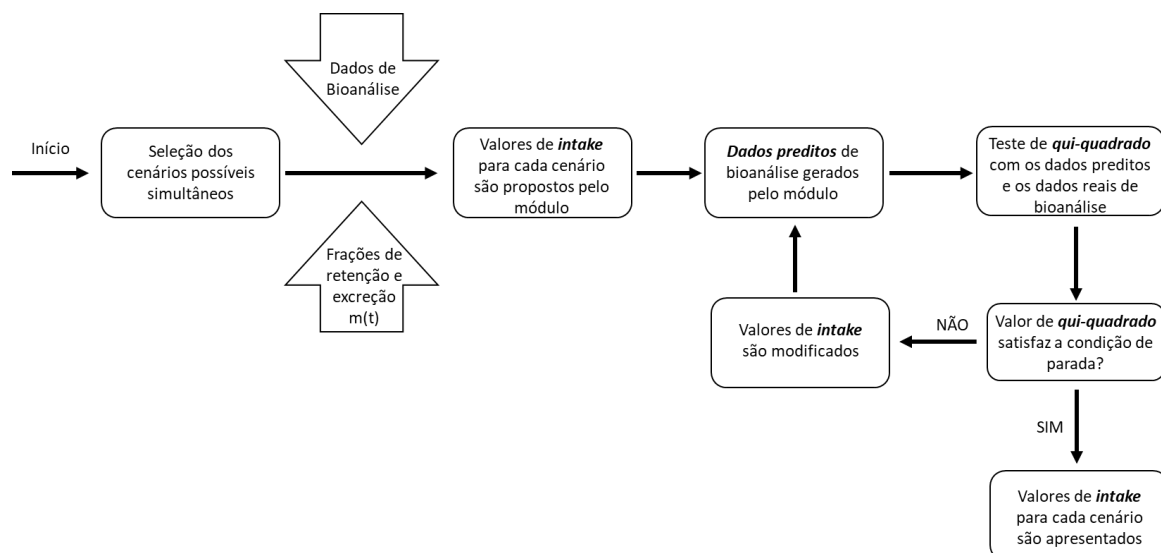 Início
Seleção dos
cenários possíveis
simultâneos
Dados de
Bioanálise
Frações de
retenção e
excreção
m(t)
Valores de intake
para cada cenário
são propostos pelo
módulo
Dados preditos de
bioanálise gerados
pelo módulo
Teste de qui-quadrado
com os dados preditos
e os dados reais de
bioanálise
Valor de qui-quadrado
satisfaz a condição de
parada?
NÃO
Valores de intake
são modificados
SIM
Valores de intake
para cada cenário
são apresentados